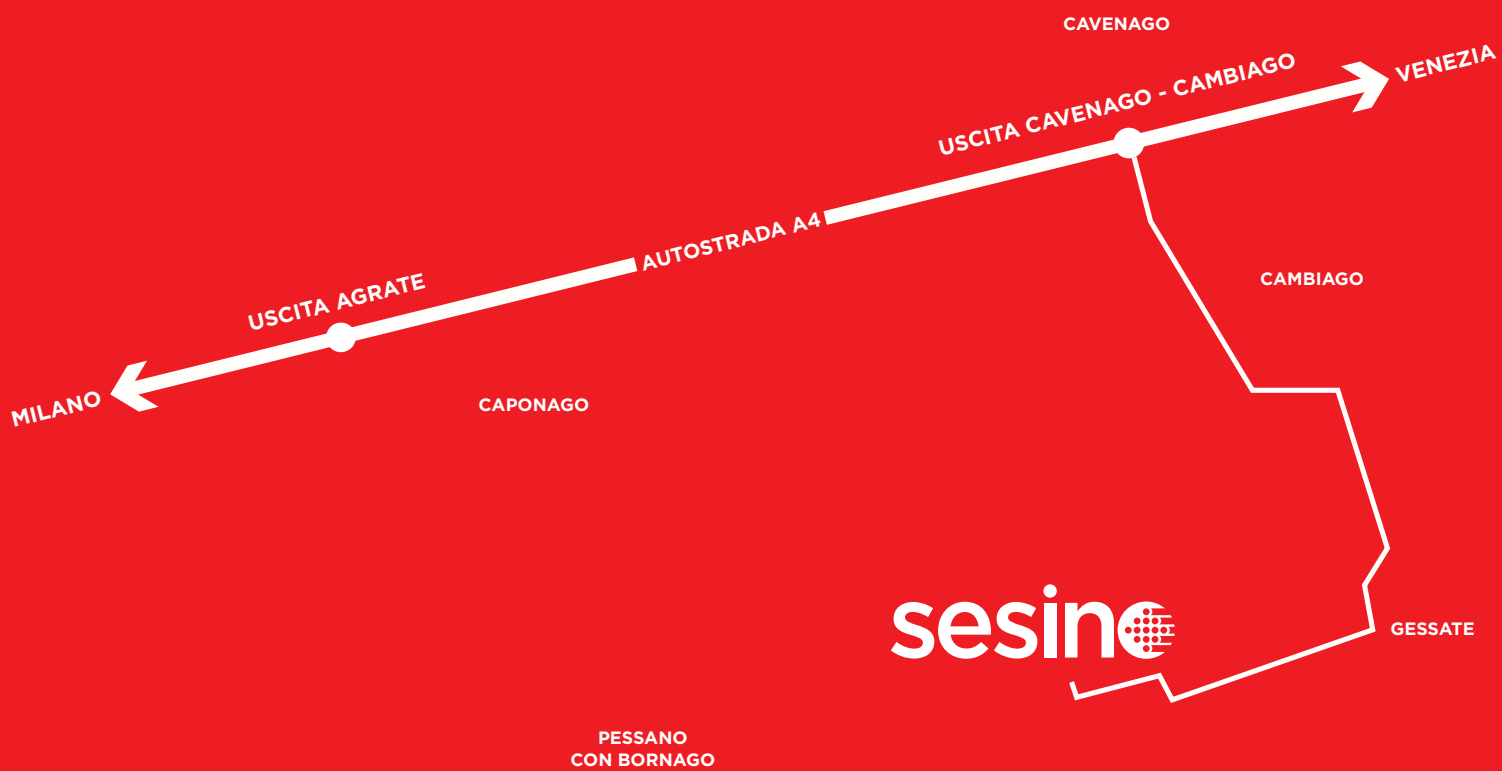 CAVENAGO
VENEZIA
USCITA CAVENAGO - CAMBIAGO
AUTOSTRADA A4
CAMBIAGO
USCITA AGRATE
MILANO
CAPONAGO
sesino
GESSATE
PESSANO
CON BORNAGO